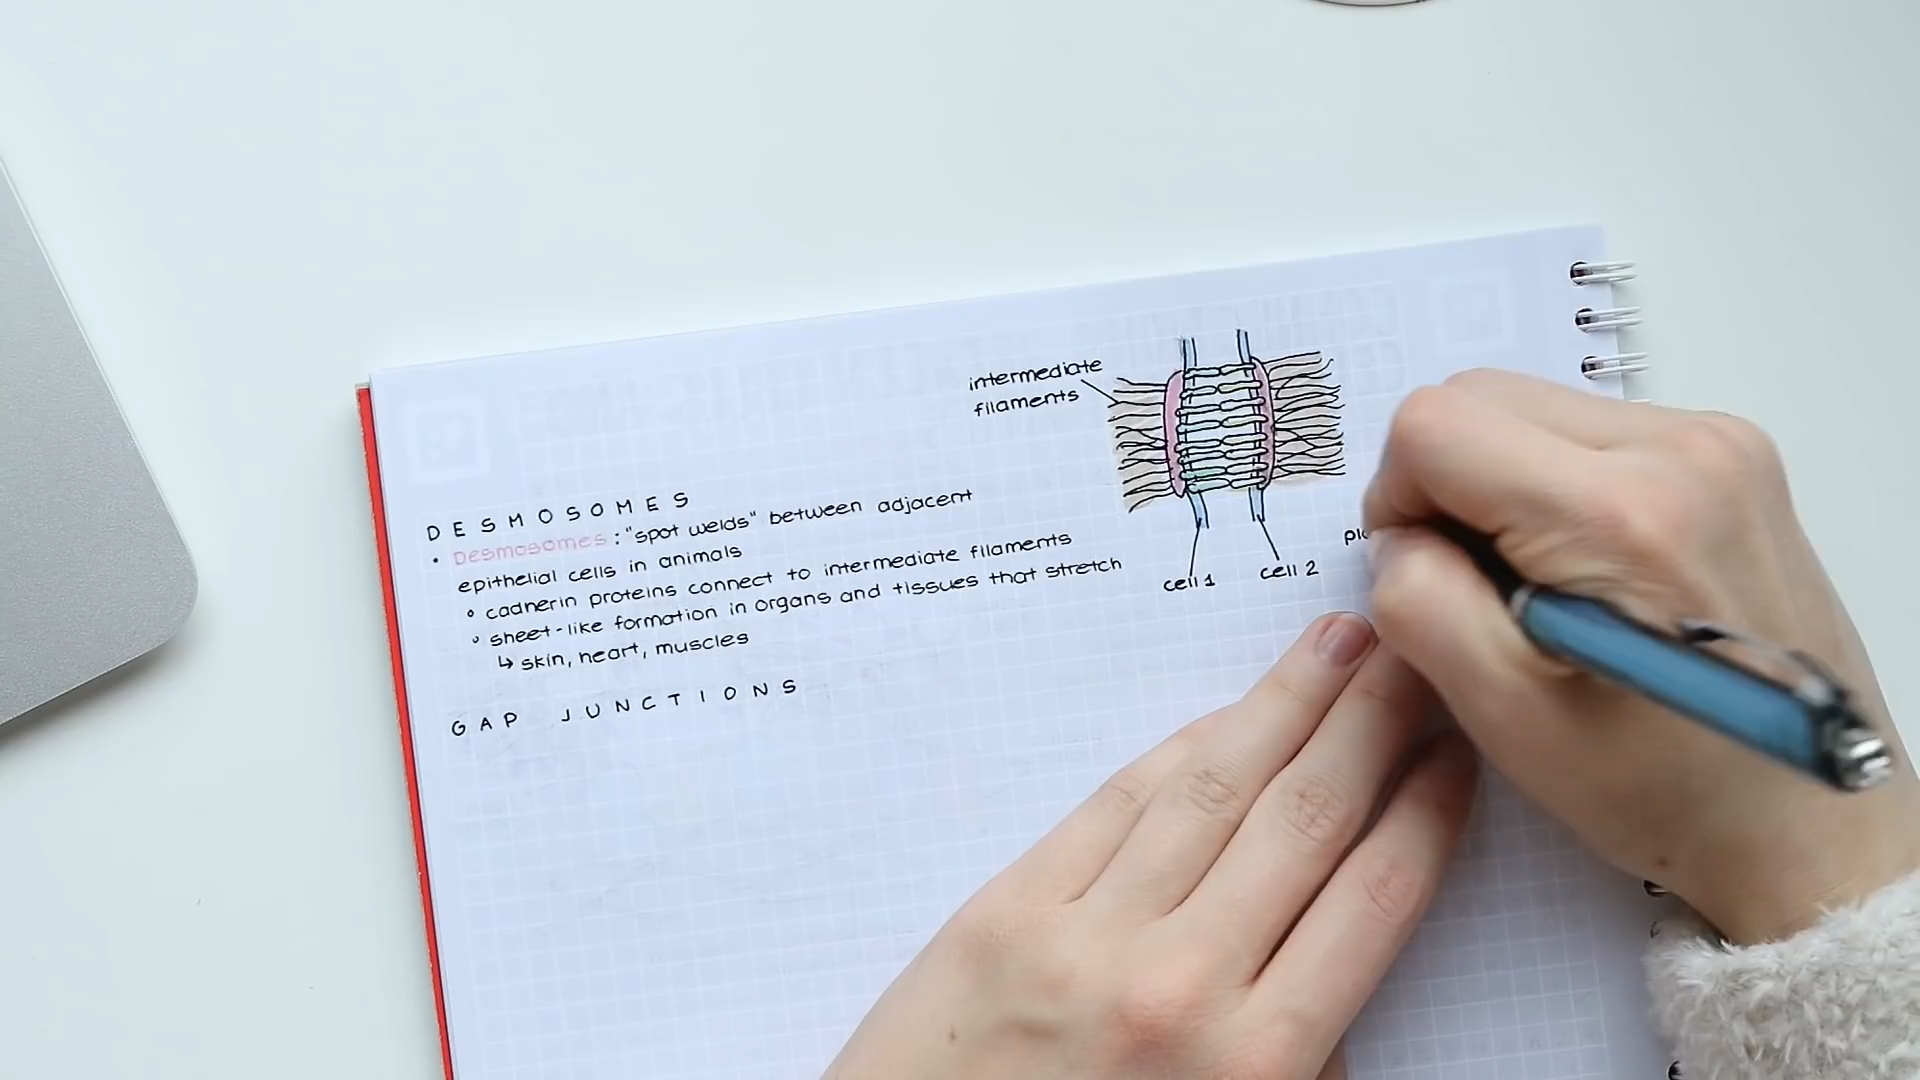 intermediate
filaments
cell 1
cell 2
DESMOSOMES
• Desmosomes: "spot welds" between adjacent
epithelial cells in animals
° cadherin proteins connect to intermediate filaments
° sheet-like formation in organs and tissues that stretch
↳ skin, heart, muscles
GAP JUNCTIONS